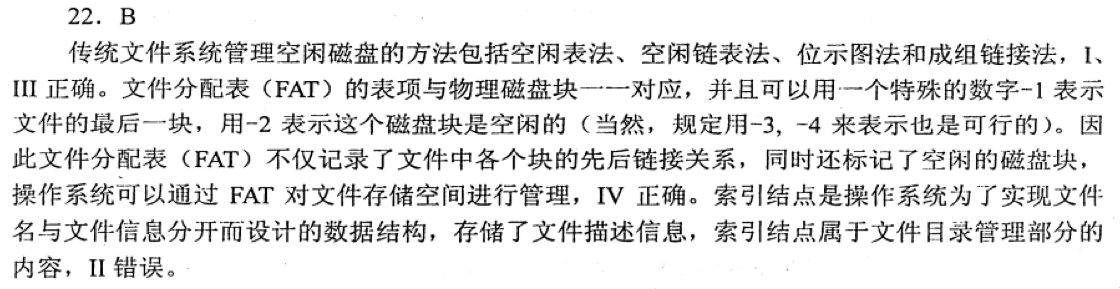 22．B
传统文件系统管理空闲磁盘的方法包括空闲表法、空闲链表法、位示图法和成组链接法，I、
III 正确。文件分配表（FAT）的表项与物理磁盘块一一对应，并且可以用一个特殊的数字-1 表示
文件的最后一块，用-2 表示这个磁盘块是空闲的（当然，规定用-3, -4 来表示也是可行的）。因
此文件分配表（FAT）不仅记录了文件中各个块的先后链接关系，同时还标记了空闲的磁盘块，
操作系统可以通过 FAT 对文件存储空间进行管理，IV 正确。索引结点是操作系统为了实现文件
名与文件信息分开而设计的数据结构，存储了文件描述信息，索引结点属于文件目录管理部分的
内容，II 错误。